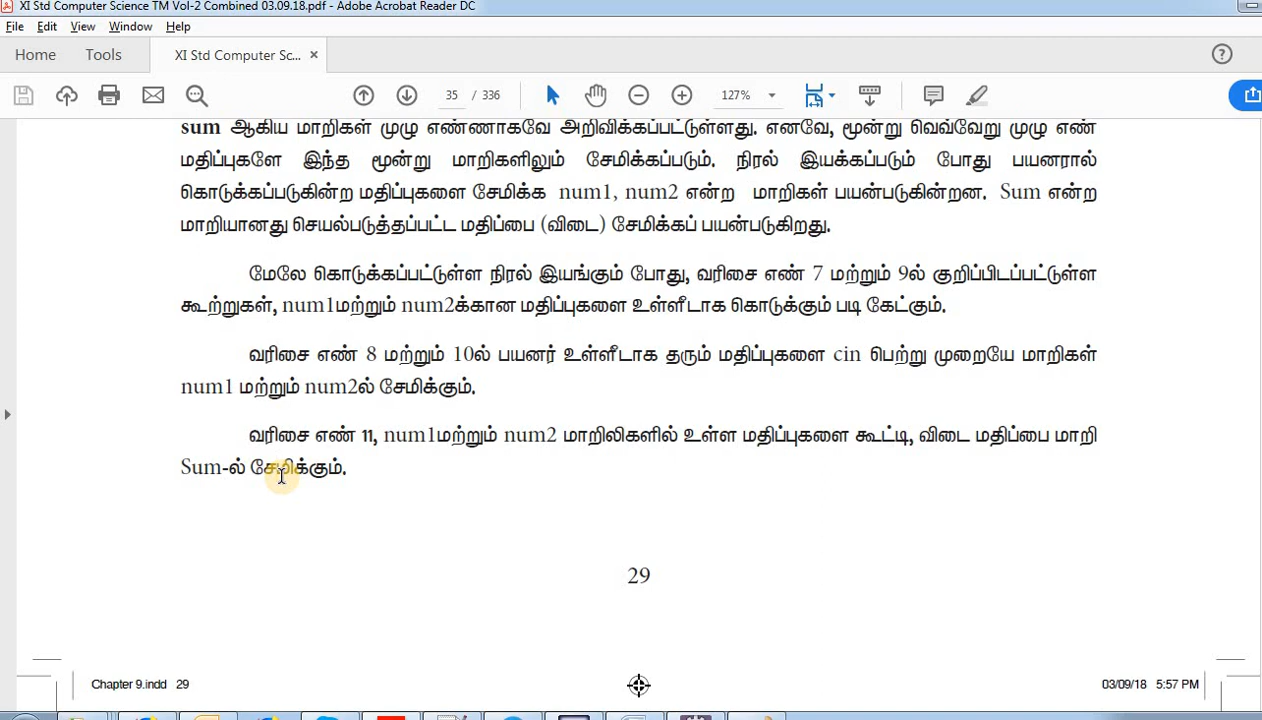 XI Std Computer Science TM Vol-2 Combined 03.09.18.pdf - Adobe Acrobat Reader DC
File Edit View Window Help
Home Tools XI Std Computer Sc... ×
35 / 336 127%
sum ஆகிய மாறிகள் முழு எண்ணாகவே அறிவிக்கப்பட்டுள்ளது. எனவே, மூன்று வெவ்வேறு முழு எண்
மதிப்புகளே இந்த மூன்று மாறிகளிலும் சேமிக்கப்படும். நிரல் இயக்கப்படும் போது பயனரால்
கொடுக்கப்படுகின்ற மதிப்புகளை சேமிக்க num1, num2 என்ற மாறிகள் பயன்படுகின்றன. Sum என்ற
மாறியானது செயல்படுத்தப்பட்ட மதிப்பை (விடை) சேமிக்கப் பயன்படுகிறது.
மேலே கொடுக்கப்பட்டுள்ள நிரல் இயங்கும் போது, வரிசை எண் 7 மற்றும் 9ல் குறிப்பிடப்பட்டுள்ள
கூற்றுகள், num1மற்றும் num2க்கான மதிப்புகளை உள்ளீடாக கொடுக்கும் படி கேட்கும்.
வரிசை எண் 8 மற்றும் 10ல் பயனர் உள்ளீடாக தரும் மதிப்புகளை cin பெற்று முறையே மாறிகள்
num1 மற்றும் num2ல் சேமிக்கும்.
வரிசை எண் 11, num1மற்றும் num2 மாறிலிகளில் உள்ள மதிப்புகளை கூட்டி, விடை மதிப்பை மாறி
Sum-ல் சேமிக்கும்.
29
Chapter 9.indd 29 03/09/18 5:57 PM